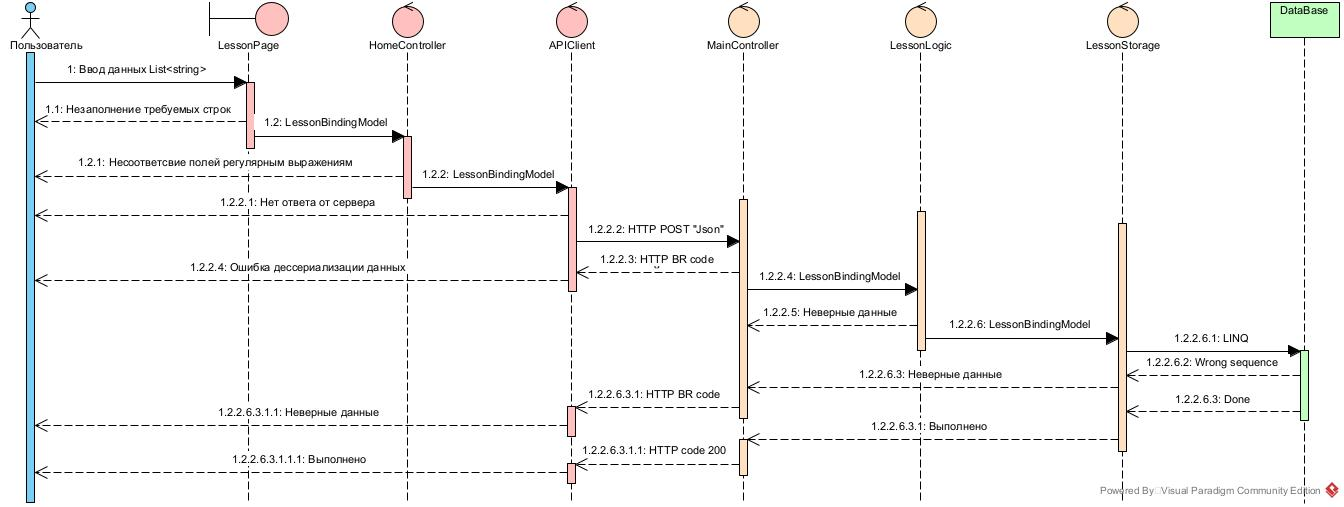 Пользователь
LessonPage
HomeController
APIClient
MainController
LessonLogic
LessonStorage
DataBase
1: Ввод данных List<string>
1.1: Незаполнение требуемых строк
1.2: LessonBindingModel
1.2.1: Несоответсвие полей регулярным выражениям
1.2.2: LessonBindingModel
1.2.2.1: Нет ответа от сервера
1.2.2.2: HTTP POST "Json"
1.2.2.3: HTTP BR code
1.2.2.4: Ошибка дессериализации данных
1.2.2.4: LessonBindingModel
1.2.2.5: Неверные данные
1.2.2.6: LessonBindingModel
1.2.2.6.1: LINQ
1.2.2.6.2: Wrong sequence
1.2.2.6.3: Неверные данные
1.2.2.6.3.1: HTTP BR code
1.2.2.6.3: Done
1.2.2.6.3.1.1: Неверные данные
1.2.2.6.3.1: Выполнено
1.2.2.6.3.1.1: HTTP code 200
1.2.2.6.3.1.1.1: Выполнено
Powered By Visual Paradigm Community Edition